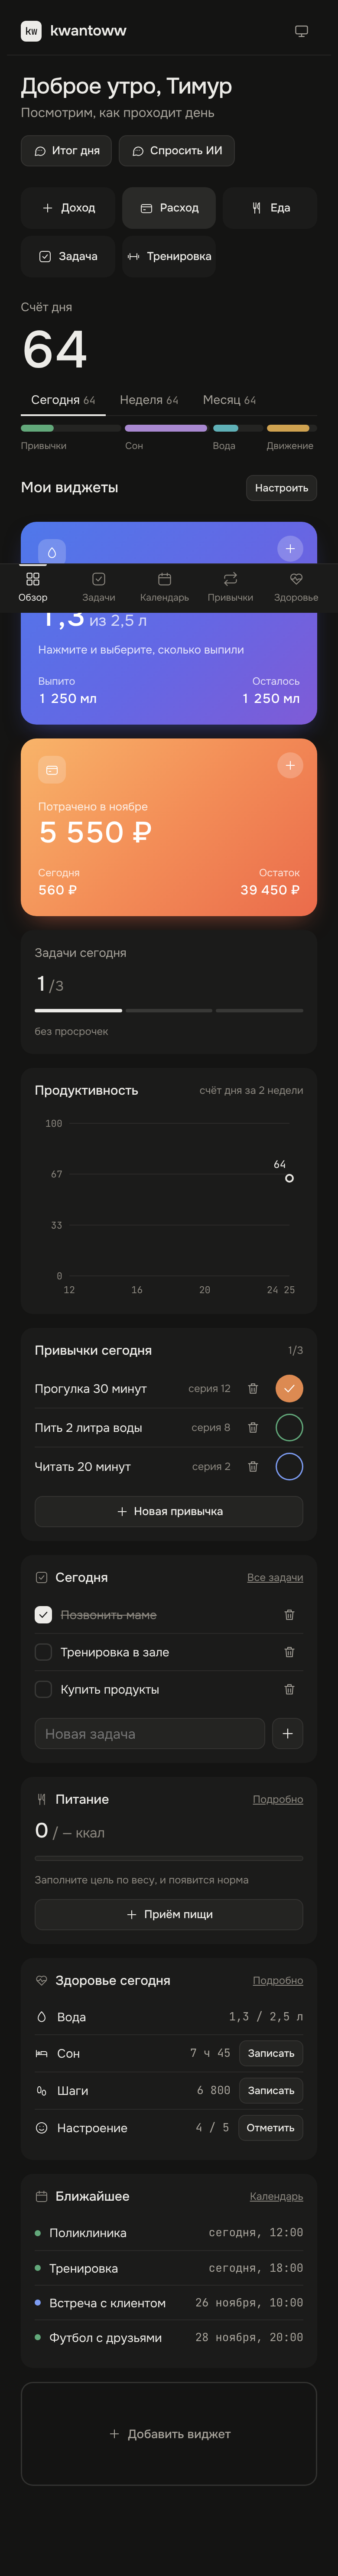 kw kwantoww
Доброе утро, Тимур
Посмотрим, как проходит день
Итог дня Спросить ИИ
Доход Расход Еда
Задача Тренировка
Счёт дня
64
Сегодня 64 Неделя 64 Месяц 64
Привычки Сон Вода Движение
Мои виджеты Настроить
Обзор Задачи Календарь Привычки Здоровье
1,3 из 2,5 л
Нажмите и выберите, сколько выпили
Выпито Осталось
1 250 мл 1 250 мл
Потрачено в ноябре
5 550 ₽
Сегодня Остаток
560 ₽ 39 450 ₽
Задачи сегодня
1 /3
без просрочек
Продуктивность счёт дня за 2 недели
100
64
67
33
0
12 16 20 24 25
Привычки сегодня 1/3
Прогулка 30 минут серия 12
Пить 2 литра воды серия 8
Читать 20 минут серия 2
Новая привычка
Сегодня Все задачи
Позвонить маме
Тренировка в зале
Купить продукты
Новая задача
Питание Подробно
0 / — ккал
Заполните цель по весу, и появится норма
Приём пищи
Здоровье сегодня Подробно
Вода 1,3 / 2,5 л
Сон 7 ч 45 Записать
Шаги 6 800 Записать
Настроение 4 / 5 Отметить
Ближайшее Календарь
Поликлиника сегодня, 12:00
Тренировка сегодня, 18:00
Встреча с клиентом 26 ноября, 10:00
Футбол с друзьями 28 ноября, 20:00
Добавить виджет